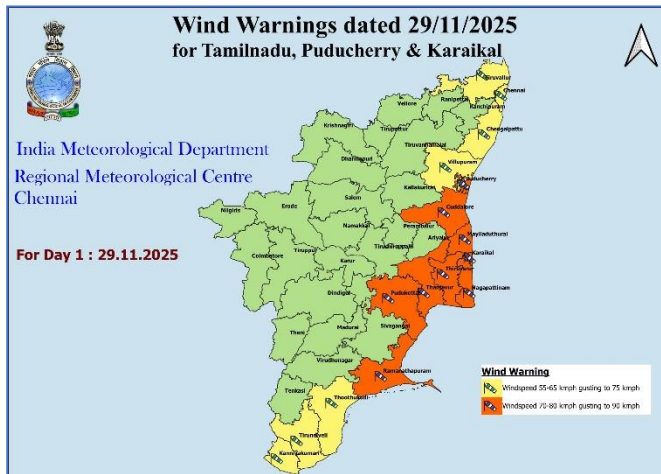 Wind Warnings dated 29/11/2025
for Tamilnadu, Puducherry & Karaikal
India Meteorological Department
Regional Meteorological Centre
Chennai
For Day 1 : 29.11.2025
Chennai
Ranipet
Vellore
Kanchipuram
Krishnagiri
Tirupattur
Chengalpattu
Tiruvannamalai
Dharmapuri
Villupuram
Puducherry
Kallakurichi
Salem
Cuddalore
Nilgiris
Erode
Namakkal
Perambalur
Ariyalur
Mayiladuthurai
Coimbatore
Tiruppur
Karur
Tiruchirappalli
Karaikal
Thanjavur
Nagapattinam
Dindigul
Pudukottai
Theni
Madurai
Sivagangai
Virudhunagar
Ramanathapuram
Tenkasi
Thoothukudi
Tirunelveli
Kanniyakumari
Wind Warning
Windspeed 55-65 kmph gusting to 75 kmph
Windspeed 70-80 kmph gusting to 90 kmph